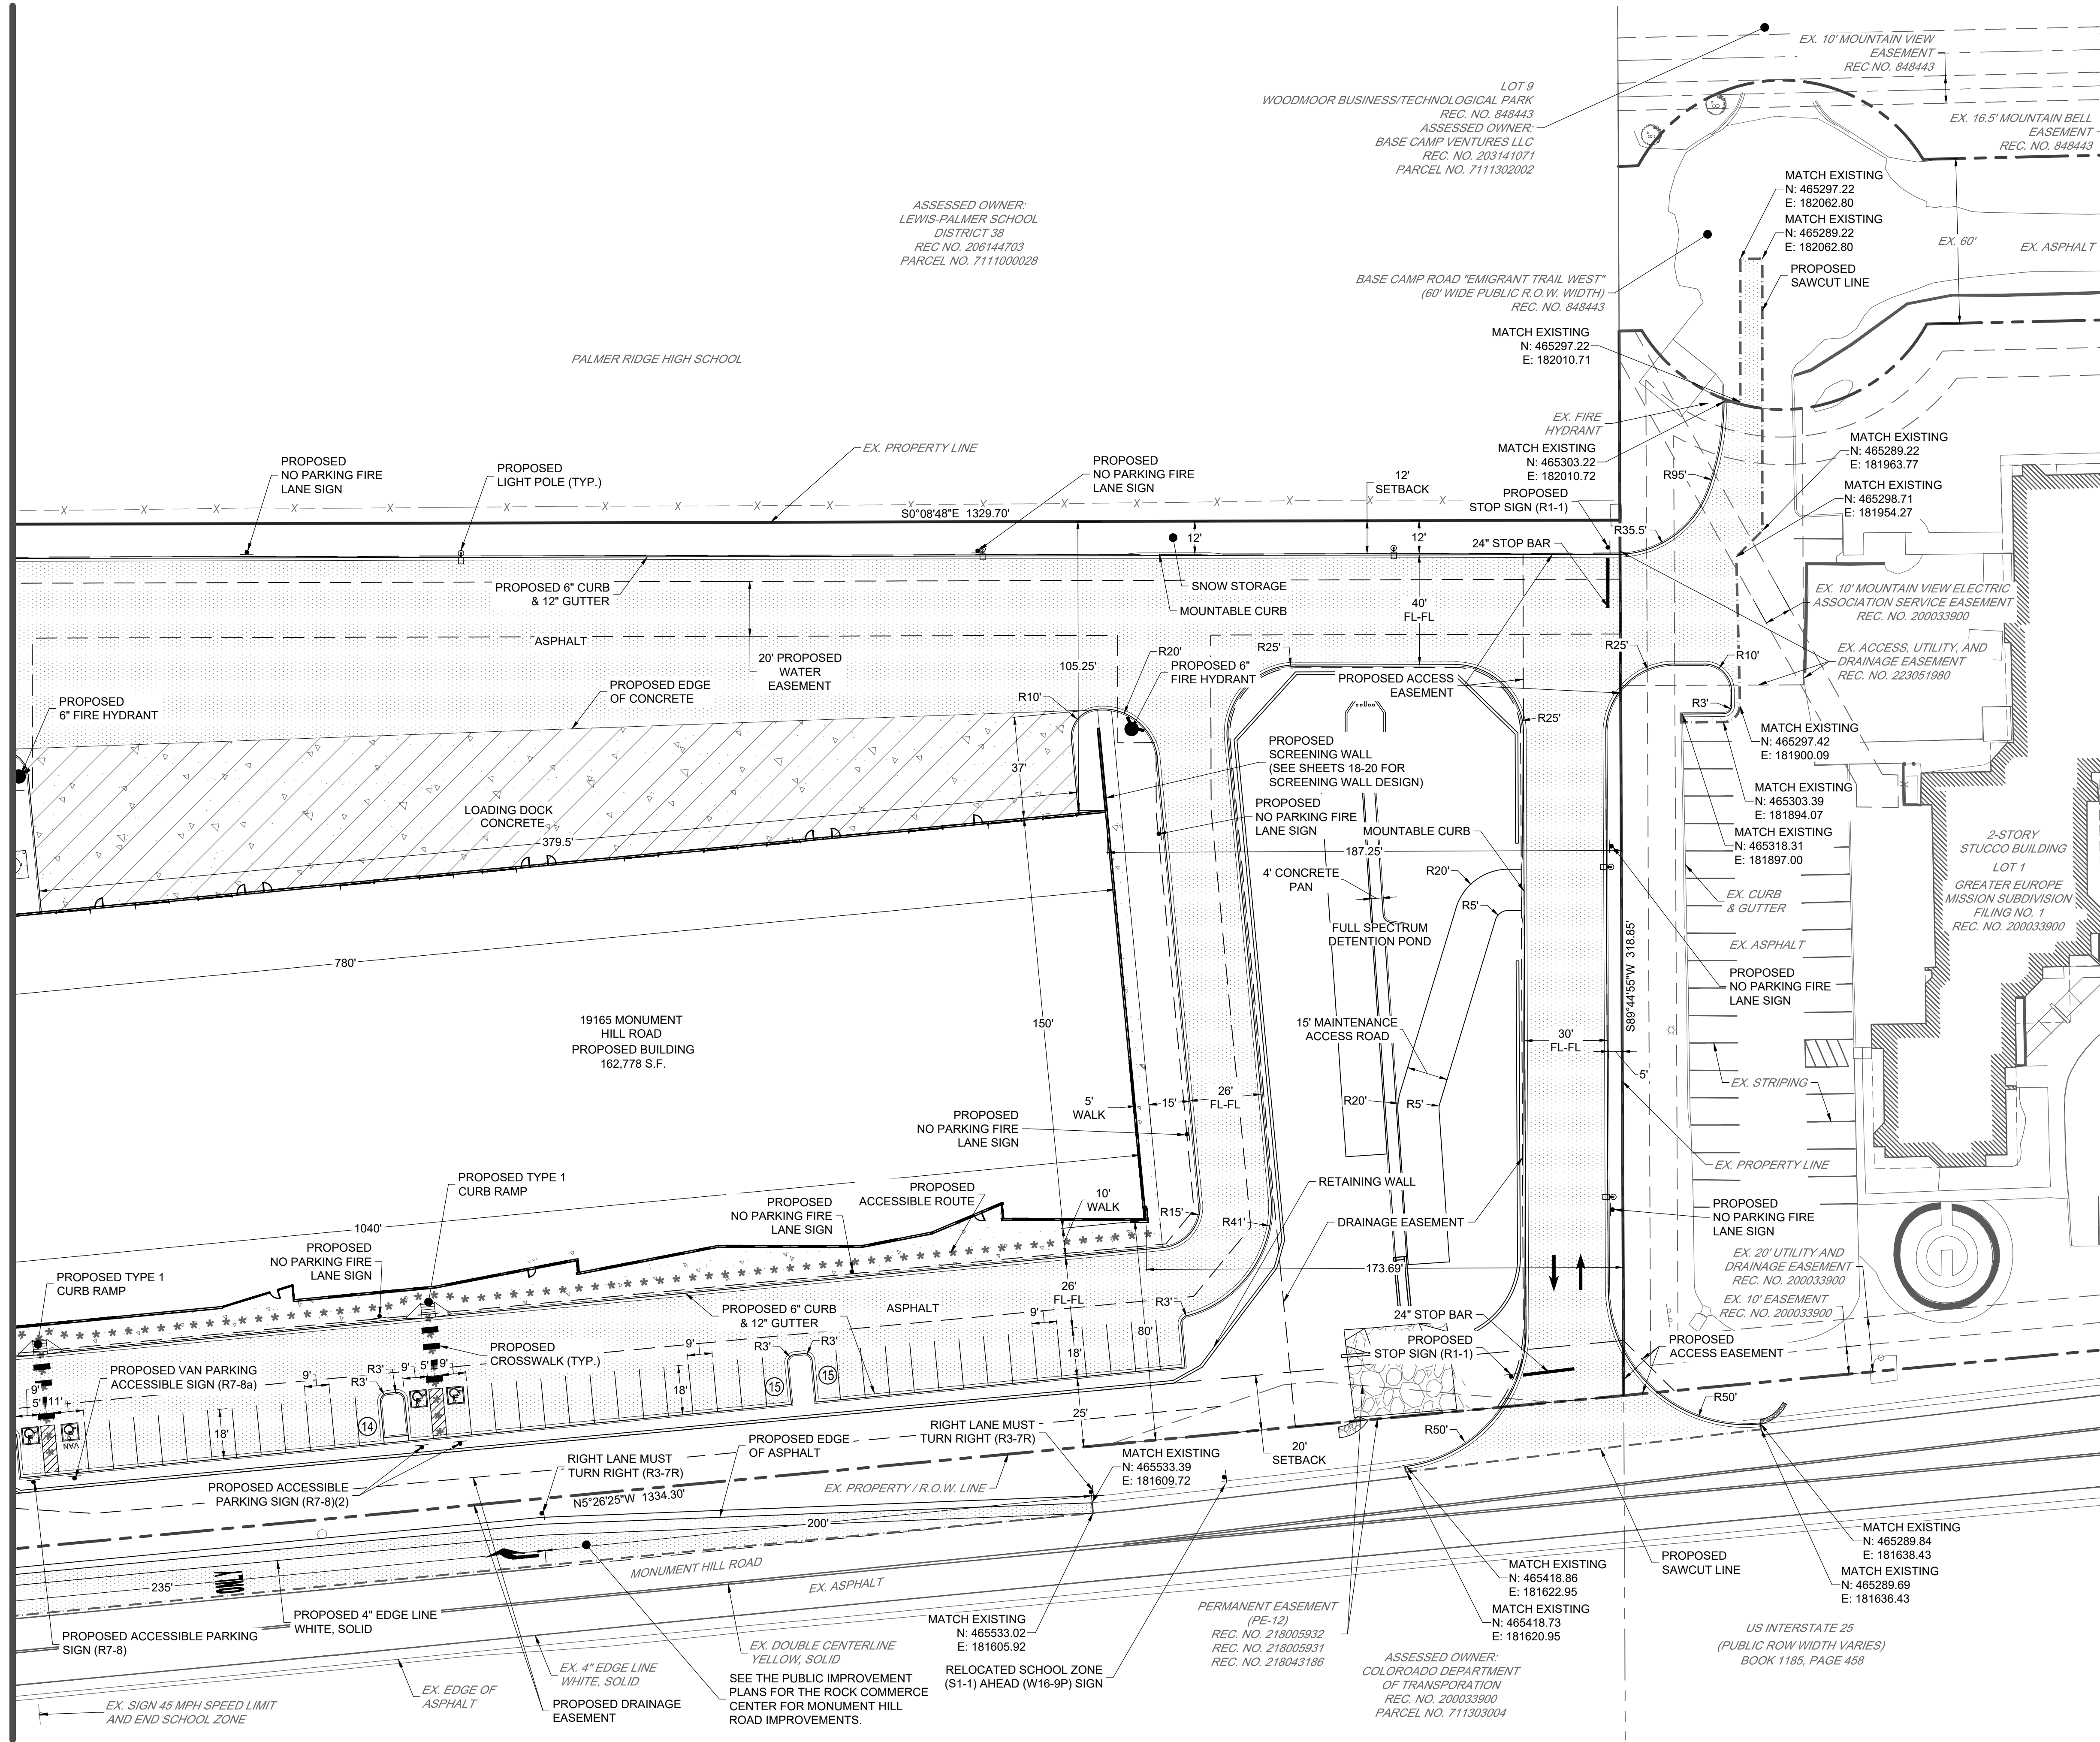 EX. 10' MOUNTAIN VIEW
EASEMENT
REC NO. 848443
LOT 9
WOODMOOR BUSINESS/TECHNOLOGICAL PARK
REC. NO. 848443
ASSESSED OWNER:
BASE CAMP VENTURES LLC
REC. NO. 203141071
PARCEL NO. 7111302002
EX. 16.5' MOUNTAIN BELL
EASEMENT
REC. NO. 848443
MATCH EXISTING
N: 465297.22
E: 182062.80
MATCH EXISTING
N: 465289.22
E: 182062.80
PROPOSED
SAWCUT LINE
EX. 60'
EX. ASPHALT
ASSESSED OWNER:
LEWIS-PALMER SCHOOL
DISTRICT 38
REC NO. 206144703
PARCEL NO. 7111000028
BASE CAMP ROAD "EMIGRANT TRAIL WEST"
(60' WIDE PUBLIC R.O.W. WIDTH)
REC. NO. 848443
MATCH EXISTING
N: 465297.22
E: 182010.71
PALMER RIDGE HIGH SCHOOL
EX. FIRE
HYDRANT
MATCH EXISTING
N: 465303.22
E: 182010.72
PROPOSED
STOP SIGN (R1-1)
R95'
R35.5'
MATCH EXISTING
N: 465289.22
E: 181963.77
MATCH EXISTING
N: 465298.71
E: 181954.27
PROPOSED
NO PARKING FIRE
LANE SIGN
PROPOSED
LIGHT POLE (TYP.)
EX. PROPERTY LINE
PROPOSED
NO PARKING FIRE
LANE SIGN
12'
SETBACK
S0°08'48"E 1329.70'
12'
12'
24" STOP BAR
PROPOSED 6" CURB
& 12" GUTTER
SNOW STORAGE
MOUNTABLE CURB
40'
FL-FL
EX. 10' MOUNTAIN VIEW ELECTRIC
ASSOCIATION SERVICE EASEMENT
REC. NO. 200033900
ASPHALT
20' PROPOSED
WATER
EASEMENT
105.25'
R20'
PROPOSED 6"
FIRE HYDRANT
R25'
PROPOSED ACCESS
EASEMENT
R25'
R10'
EX. ACCESS, UTILITY, AND
DRAINAGE EASEMENT
REC. NO. 223051980
PROPOSED
6" FIRE HYDRANT
PROPOSED EDGE
OF CONCRETE
R10'
R25'
R3'
MATCH EXISTING
N: 465297.42
E: 181900.09
37'
PROPOSED
SCREENING WALL
(SEE SHEETS 18-20 FOR
SCREENING WALL DESIGN)
PROPOSED
NO PARKING FIRE
LANE SIGN
MATCH EXISTING
N: 465303.39
E: 181894.07
MATCH EXISTING
N: 465318.31
E: 181897.00
LOADING DOCK
CONCRETE
379.5'
MOUNTABLE CURB
187.25'
4' CONCRETE
PAN
R20'
R5'
FULL SPECTRUM
DETENTION POND
EX. CURB
& GUTTER
EX. ASPHALT
2-STORY
STUCCO BUILDING
LOT 1
GREATER EUROPE
MISSION SUBDIVISION
FILING NO. 1
REC. NO. 200033900
780'
S89°44'55"W 318.85'
PROPOSED
NO PARKING FIRE
LANE SIGN
19165 MONUMENT
HILL ROAD
PROPOSED BUILDING
162,778 S.F.
150'
15' MAINTENANCE
ACCESS ROAD
30'
FL-FL
5'
EX. STRIPING
5'
WALK
15'
26'
FL-FL
R20'
R5'
PROPOSED
NO PARKING FIRE
LANE SIGN
EX. PROPERTY LINE
PROPOSED TYPE 1
CURB RAMP
PROPOSED
ACCESSIBLE ROUTE
10'
WALK
RETAINING WALL
PROPOSED
NO PARKING FIRE
LANE SIGN
R15'
R41'
DRAINAGE EASEMENT
PROPOSED
NO PARKING FIRE
LANE SIGN
1040'
PROPOSED
NO PARKING FIRE
LANE SIGN
PROPOSED TYPE 1
CURB RAMP
173.69'
EX. 20' UTILITY AND
DRAINAGE EASEMENT
REC. NO. 200033900
EX. 10' EASEMENT
REC. NO. 200033900
26'
FL-FL
PROPOSED 6" CURB
& 12" GUTTER
ASPHALT
9'
R3'
80'
24" STOP BAR
PROPOSED
STOP SIGN (R1-1)
PROPOSED
ACCESS EASEMENT
PROPOSED
CROSSWALK (TYP.)
9'
R3'
R3'
18'
PROPOSED VAN PARKING
ACCESSIBLE SIGN (R7-8a)
9'
R3'
9'
5'
9'
18'
15
15
9'
5'
11'
VAN
18'
14
25'
R50'
R50'
RIGHT LANE MUST
TURN RIGHT (R3-7R)
20'
SETBACK
PROPOSED EDGE
OF ASPHALT
RIGHT LANE MUST
TURN RIGHT (R3-7R)
MATCH EXISTING
N: 465533.39
E: 181609.72
PROPOSED ACCESSIBLE
PARKING SIGN (R7-8)(2)
N5°26'25"W 1334.30'
EX. PROPERTY / R.O.W. LINE
200'
MONUMENT HILL ROAD
EX. ASPHALT
235'
ONLY
PROPOSED 4" EDGE LINE
WHITE, SOLID
PROPOSED ACCESSIBLE PARKING
SIGN (R7-8)
MATCH EXISTING
N: 465289.84
E: 181638.43
MATCH EXISTING
N: 465289.69
E: 181636.43
PROPOSED
SAWCUT LINE
MATCH EXISTING
N: 465418.86
E: 181622.95
MATCH EXISTING
N: 465418.73
E: 181620.95
PERMANENT EASEMENT
(PE-12)
REC. NO. 218005932
REC. NO. 218005931
REC. NO. 218043186
MATCH EXISTING
N: 465533.02
E: 181605.92
RELOCATED SCHOOL ZONE
(S1-1) AHEAD (W16-9P) SIGN
US INTERSTATE 25
(PUBLIC ROW WIDTH VARIES)
BOOK 1185, PAGE 458
ASSESSED OWNER:
COLOROADO DEPARTMENT
OF TRANSPORATION
REC. NO. 200033900
PARCEL NO. 711303004
EX. DOUBLE CENTERLINE
YELLOW, SOLID
SEE THE PUBLIC IMPROVEMENT
PLANS FOR THE ROCK COMMERCE
CENTER FOR MONUMENT HILL
ROAD IMPROVEMENTS.
EX. 4" EDGE LINE
WHITE, SOLID
PROPOSED DRAINAGE
EASEMENT
EX. EDGE OF
ASPHALT
EX. SIGN 45 MPH SPEED LIMIT
AND END SCHOOL ZONE